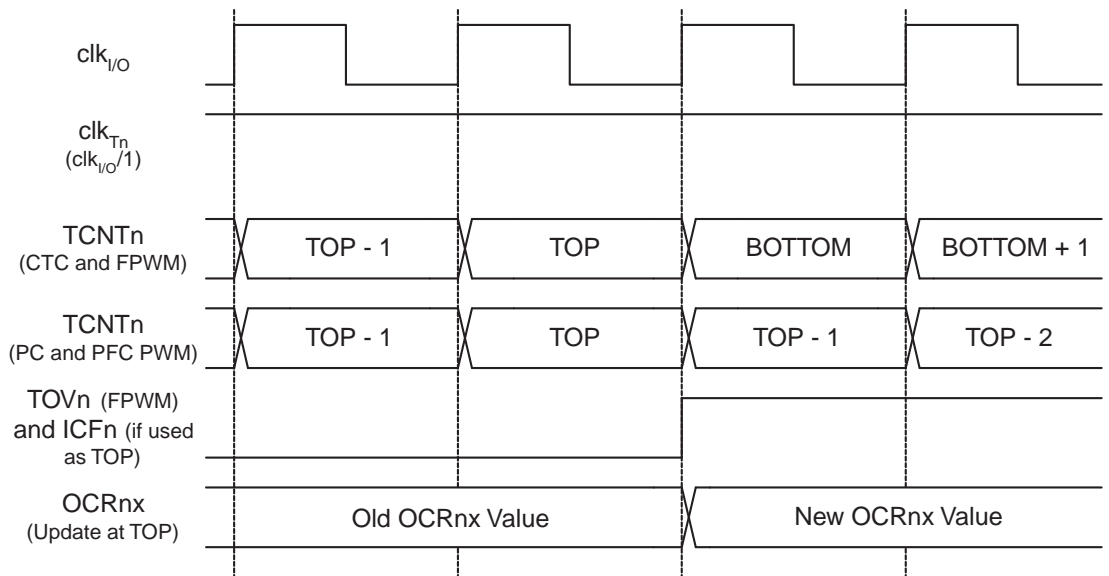 clkI/O
clkTn
(clkI/O/1)
TCNTn
(CTC and FPWM)
TOP - 1
TOP
BOTTOM
BOTTOM + 1
TCNTn
(PC and PFC PWM)
TOP - 1
TOP
TOP - 1
TOP - 2
TOVn (FPWM)
and ICFn (if used
as TOP)
OCRnx
(Update at TOP)
Old OCRnx Value
New OCRnx Value